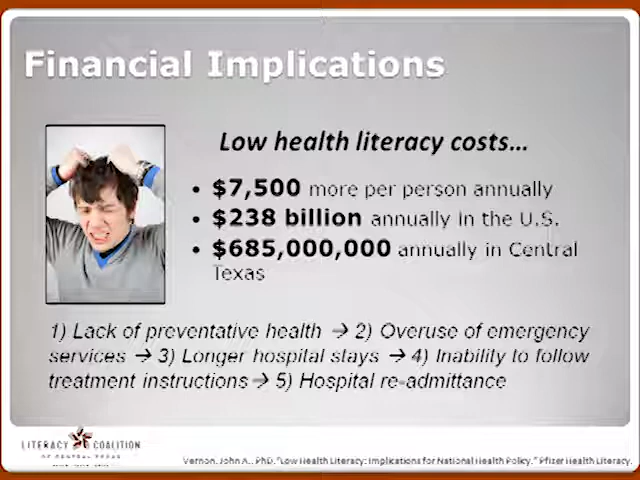 Financial Implications
Low health literacy costs...
• $7,500 more per person annually
• $238 billion annually in the U.S.
• $685,000,000 annually in Central
Texas
1) Lack of preventative health → 2) Overuse of emergency
services → 3) Longer hospital stays → 4) Inability to follow
treatment instructions→ 5) Hospital re-admittance
LITERACY COALITION
OF CENTRAL TEXAS
Vernon, John A., PhD. "Low Health Literacy: Implications for National Health Policy." Pfizer Health Literacy.